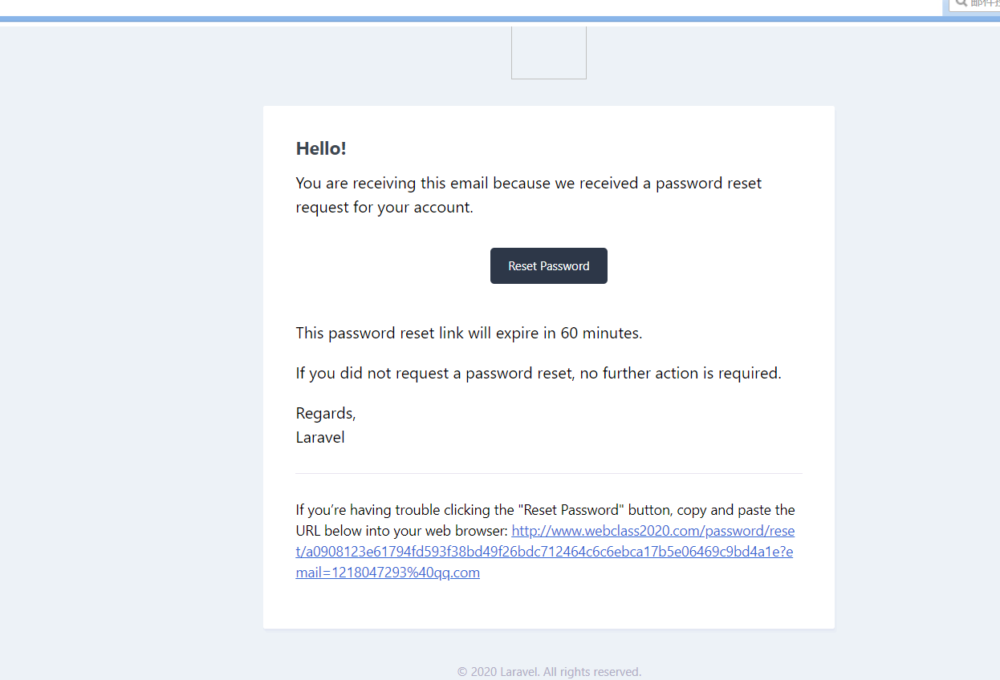 Hello!
You are receiving this email because we received a password reset
request for your account.
Reset Password
This password reset link will expire in 60 minutes.
If you did not request a password reset, no further action is required.
Regards,
Laravel
If you’re having trouble clicking the "Reset Password" button, copy and paste the
URL below into your web browser: http://www.webclass2020.com/password/rese
t/a0908123e61794fd593f38bd49f26bdc712464c6c6ebca17b5e06469c9bd4a1e?e
mail=1218047293%40qq.com
© 2020 Laravel. All rights reserved.